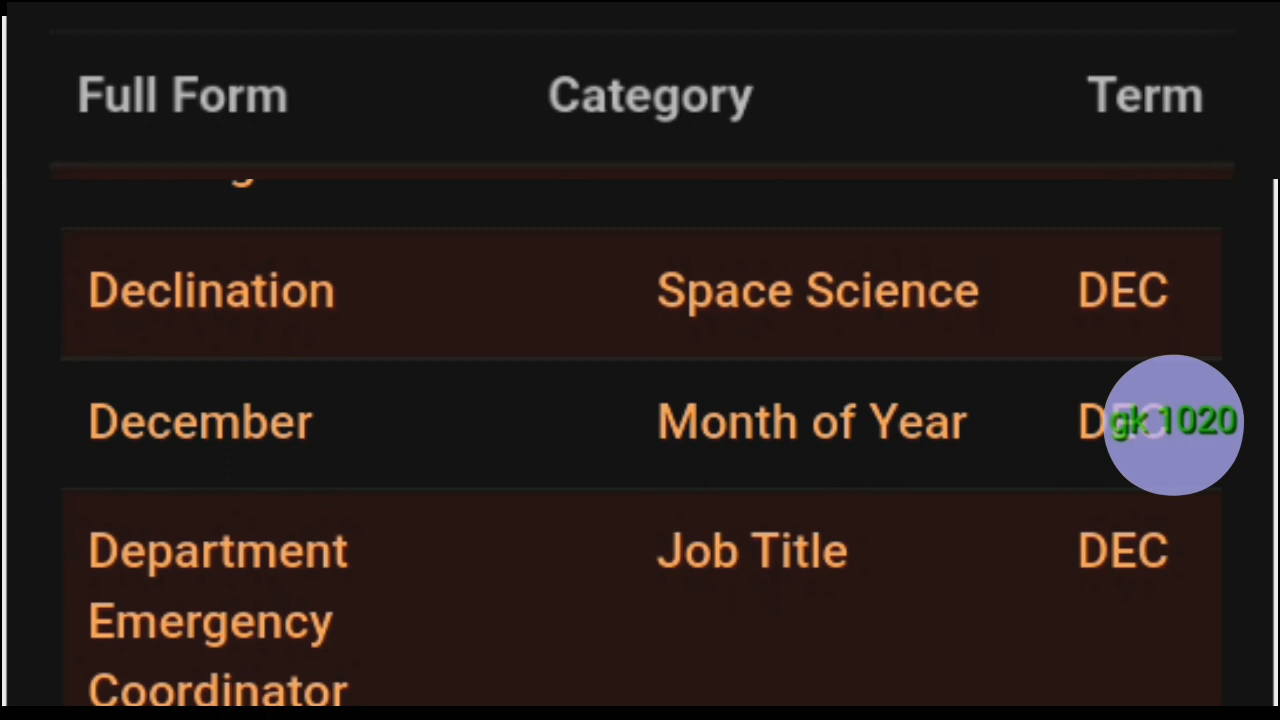 Full Form Category Term
Declination Space Science DEC
December Month of Year DEC
gk 1020
Department Job Title DEC
Emergency
Coordinator